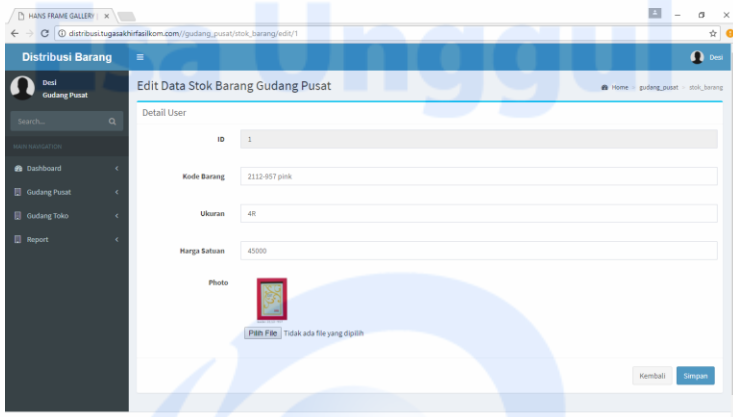 HANS FRAME GALLERY |
distribusi.tugasakhirfasilkom.com//gudang_pusat/stok_barang/edit/1
Esa Unggul
Distribusi Barang
Desi
Desi
Gudang Pusat
Edit Data Stok Barang Gudang Pusat
Home > gudang_pusat > stok_barang
Search...
Detail User
MAIN NAVIGATION
ID 1
Dashboard
Kode Barang 2112-957 pink
Gudang Pusat
Ukuran 4R
Gudang Toko
Report
Harga Satuan 45000
Photo
Pilih File Tidak ada file yang dipilih
Kembali Simpan